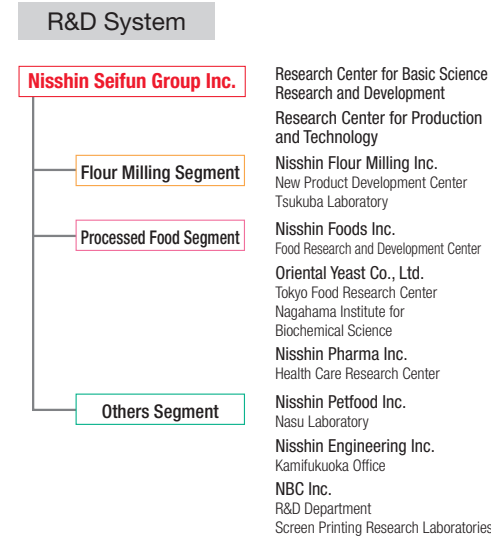 R&D System
Nisshin Seifun Group Inc.
Research Center for Basic Science
Research and Development
Research Center for Production
and Technology
Flour Milling Segment
Nisshin Flour Milling Inc.
New Product Development Center
Tsukuba Laboratory
Processed Food Segment
Nisshin Foods Inc.
Food Research and Development Center
Oriental Yeast Co., Ltd.
Tokyo Food Research Center
Nagahama Institute for
Biochemical Science
Nisshin Pharma Inc.
Health Care Research Center
Others Segment
Nisshin Petfood Inc.
Nasu Laboratory
Nisshin Engineering Inc.
Kamifukuoka Office
NBC Inc.
R&D Department
Screen Printing Research Laboratories